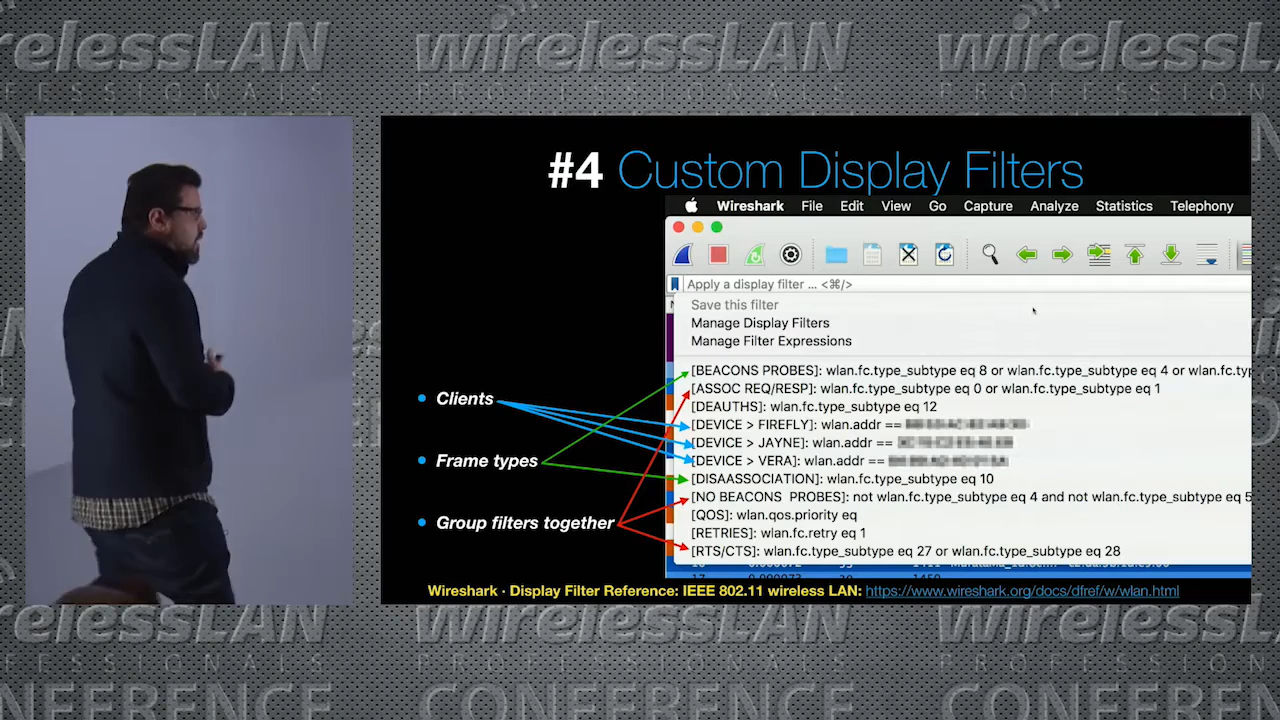 wirelessLAN
PROFESSIONALS
#4 Custom Display Filters
Wireshark File Edit View Go Capture Analyze Statistics Telephony
Apply a display filter ... <⌘/>
Save this filter
Manage Display Filters
Manage Filter Expressions
[BEACONS PROBES]: wlan.fc.type_subtype eq 8 or wlan.fc.type_subtype eq 4 or wlan.fc.typ
[ASSOC REQ/RESP]: wlan.fc.type_subtype eq 0 or wlan.fc.type_subtype eq 1
[DEAUTHS]: wlan.fc.type_subtype eq 12
[DEVICE > FIREFLY]: wlan.addr ==
[DEVICE > JAYNE]: wlan.addr ==
[DEVICE > VERA]: wlan.addr ==
[DISAASSOCIATION]: wlan.fc.type_subtype eq 10
[NO BEACONS  PROBES]: not wlan.fc.type_subtype eq 4 and not wlan.fc.type_subtype eq 5
[QOS]: wlan.qos.priority eq
[RETRIES]: wlan.fc.retry eq 1
[RTS/CTS]: wlan.fc.type_subtype eq 27 or wlan.fc.type_subtype eq 28
• Clients
• Frame types
• Group filters together
Wireshark · Display Filter Reference: IEEE 802.11 wireless LAN: https://www.wireshark.org/docs/dfref/w/wlan.html
wirelessLAN
PROFESSIONALS
CONFERENCE